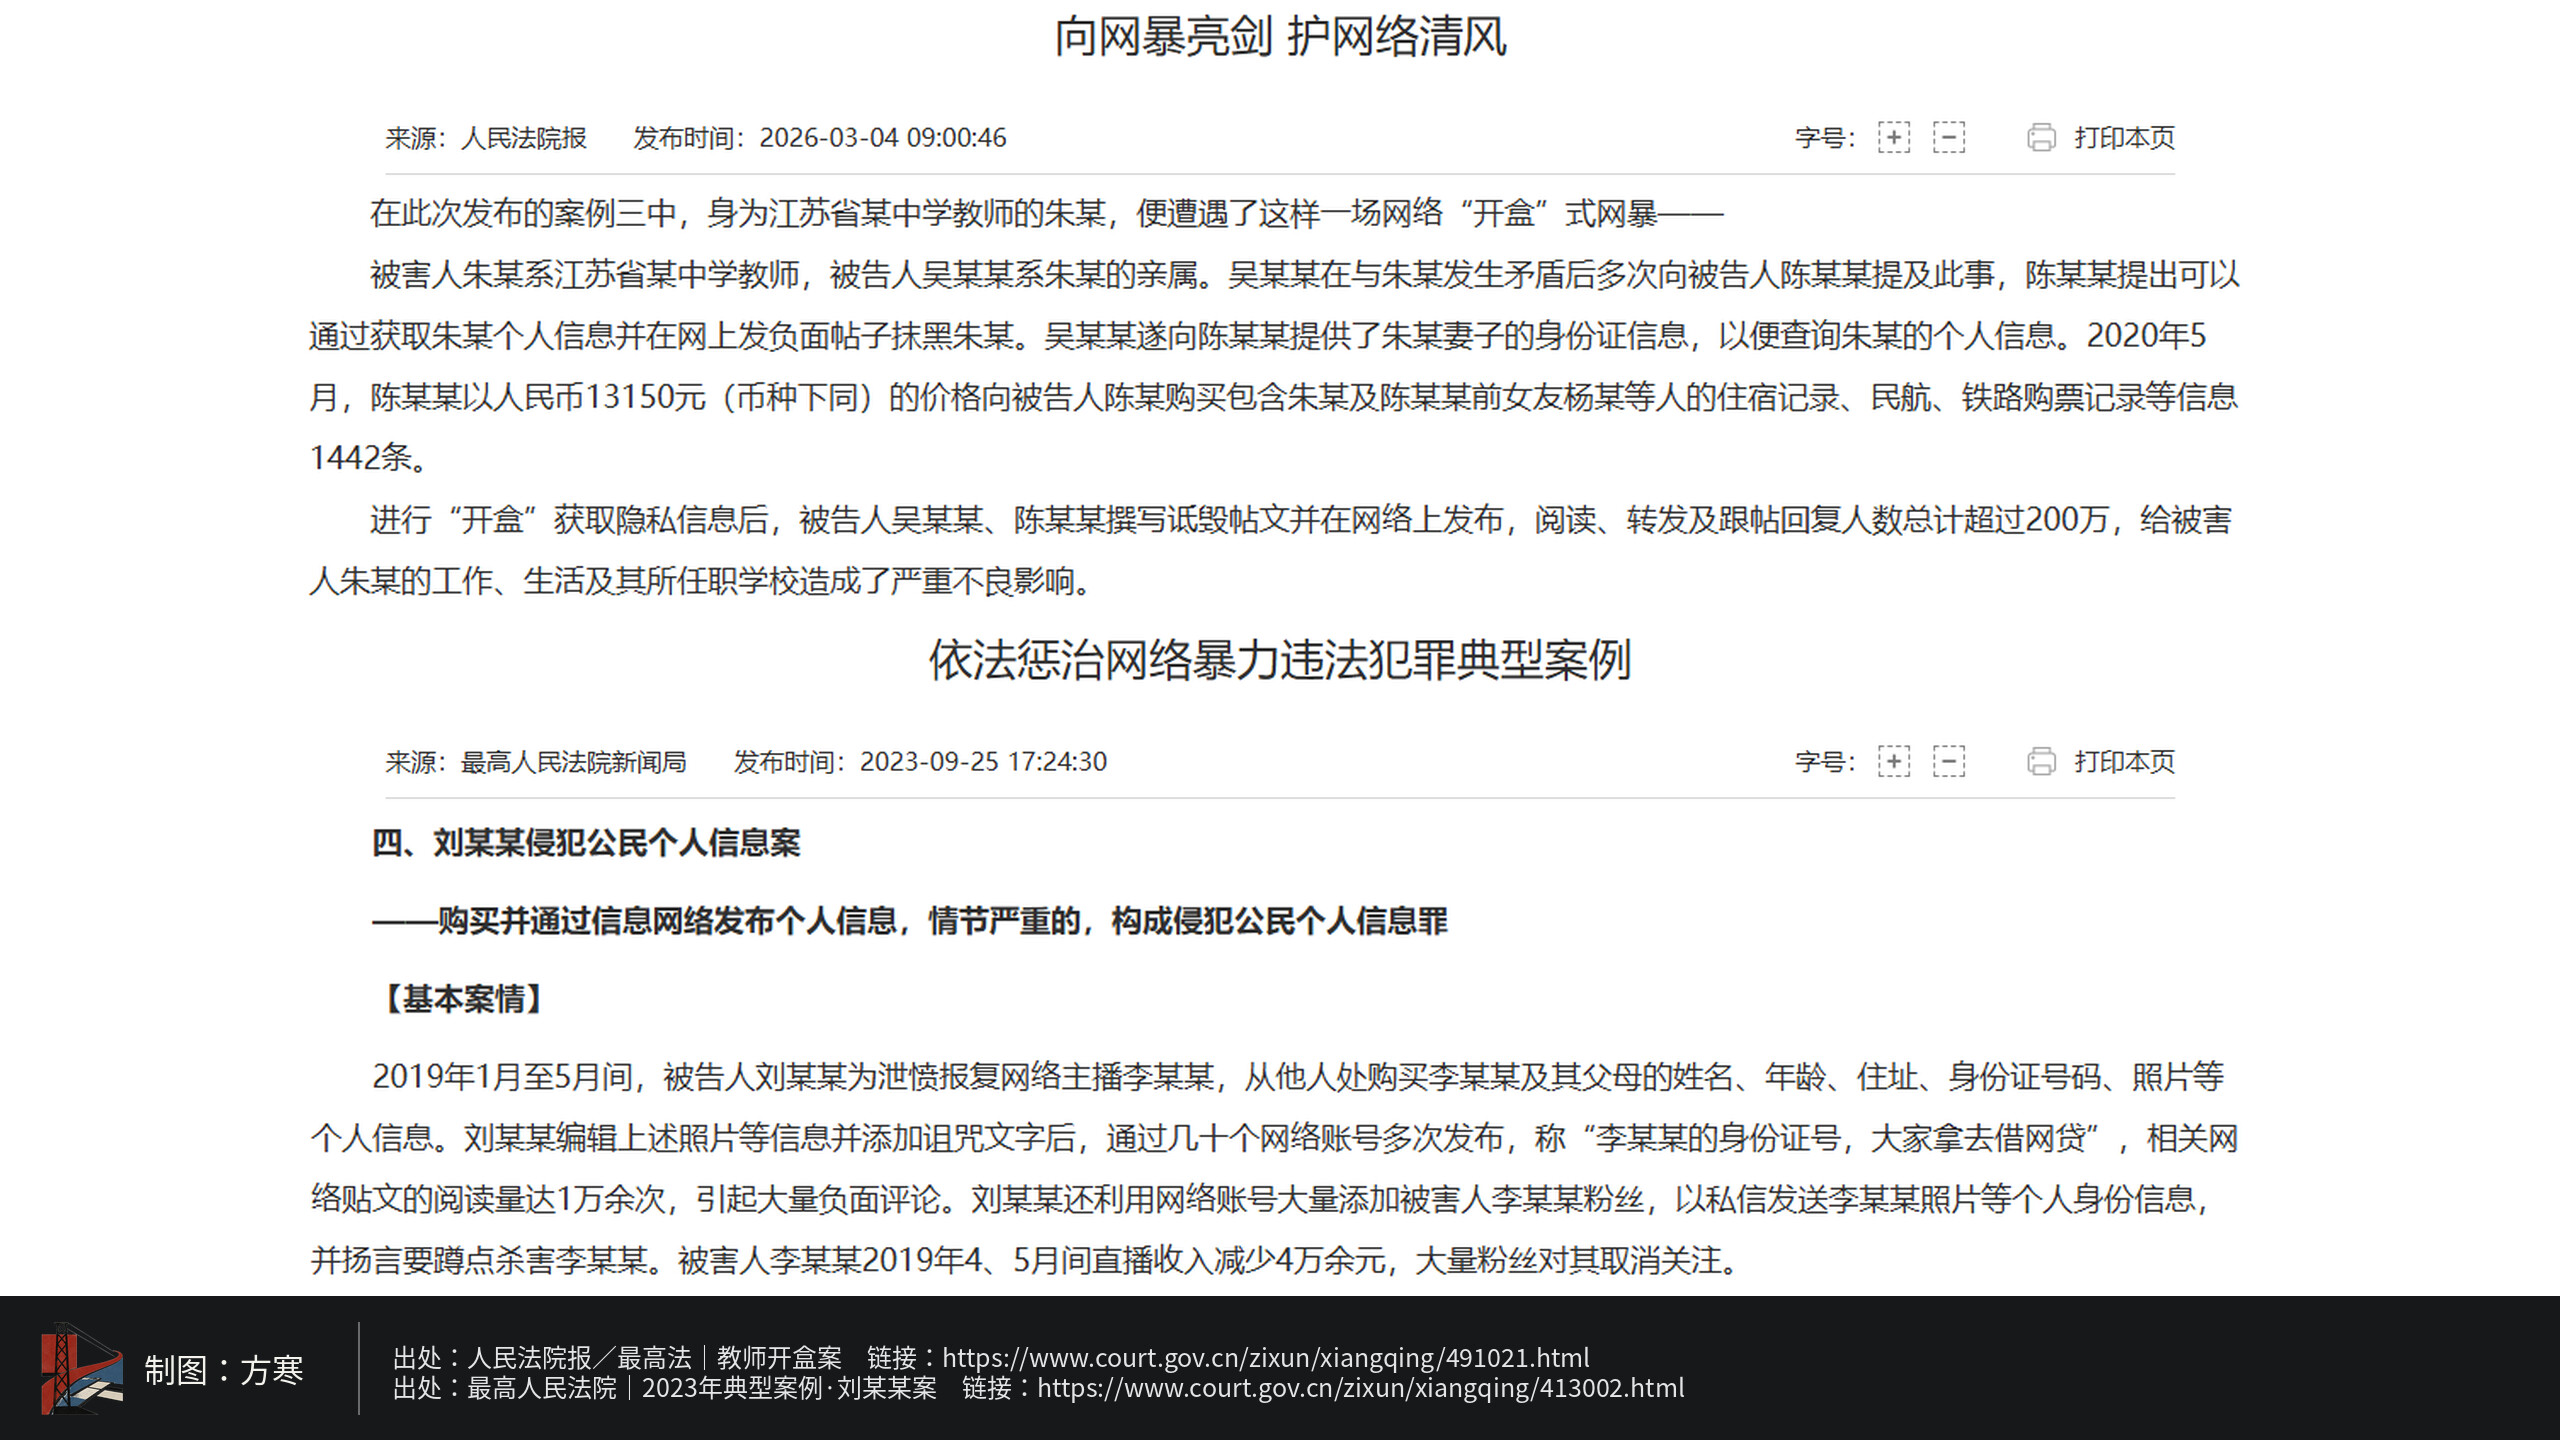 向网暴亮剑 护网络清风
来源：人民法院报 发布时间：2026-03-04 09:00:46 字号： + − 打印本页
在此次发布的案例三中，身为江苏省某中学教师的朱某，便遭遇了这样一场网络“开盒”式网暴——
被害人朱某系江苏省某中学教师，被告人吴某某系朱某的亲属。吴某某在与朱某发生矛盾后多次向被告人陈某某提及此事，陈某某提出可以
通过获取朱某个人信息并在网上发负面帖子抹黑朱某。吴某某遂向陈某某提供了朱某妻子的身份证信息，以便查询朱某的个人信息。2020年5
月，陈某某以人民币13150元（币种下同）的价格向被告人陈某购买包含朱某及陈某某前女友杨某等人的住宿记录、民航、铁路购票记录等信息
1442条。
进行“开盒”获取隐私信息后，被告人吴某某、陈某某撰写诋毁帖文并在网络上发布，阅读、转发及跟帖回复人数总计超过200万，给被害
人朱某的工作、生活及其所任职学校造成了严重不良影响。
依法惩治网络暴力违法犯罪典型案例
来源：最高人民法院新闻局 发布时间：2023-09-25 17:24:30 字号： + − 打印本页
四、刘某某侵犯公民个人信息案
——购买并通过信息网络发布个人信息，情节严重的，构成侵犯公民个人信息罪
【基本案情】
2019年1月至5月间，被告人刘某某为泄愤报复网络主播李某某，从他人处购买李某某及其父母的姓名、年龄、住址、身份证号码、照片等
个人信息。刘某某编辑上述照片等信息并添加诅咒文字后，通过几十个网络账号多次发布，称“李某某的身份证号，大家拿去借网贷”，相关网
络贴文的阅读量达1万余次，引起大量负面评论。刘某某还利用网络账号大量添加被害人李某某粉丝，以私信发送李某某照片等个人身份信息，
并扬言要蹲点杀害李某某。被害人李某某2019年4、5月间直播收入减少4万余元，大量粉丝对其取消关注。
制图：方寒
出处：人民法院报／最高法｜教师开盒案 链接：https://www.court.gov.cn/zixun/xiangqing/491021.html
出处：最高人民法院｜2023年典型案例·刘某某案 链接：https://www.court.gov.cn/zixun/xiangqing/413002.html